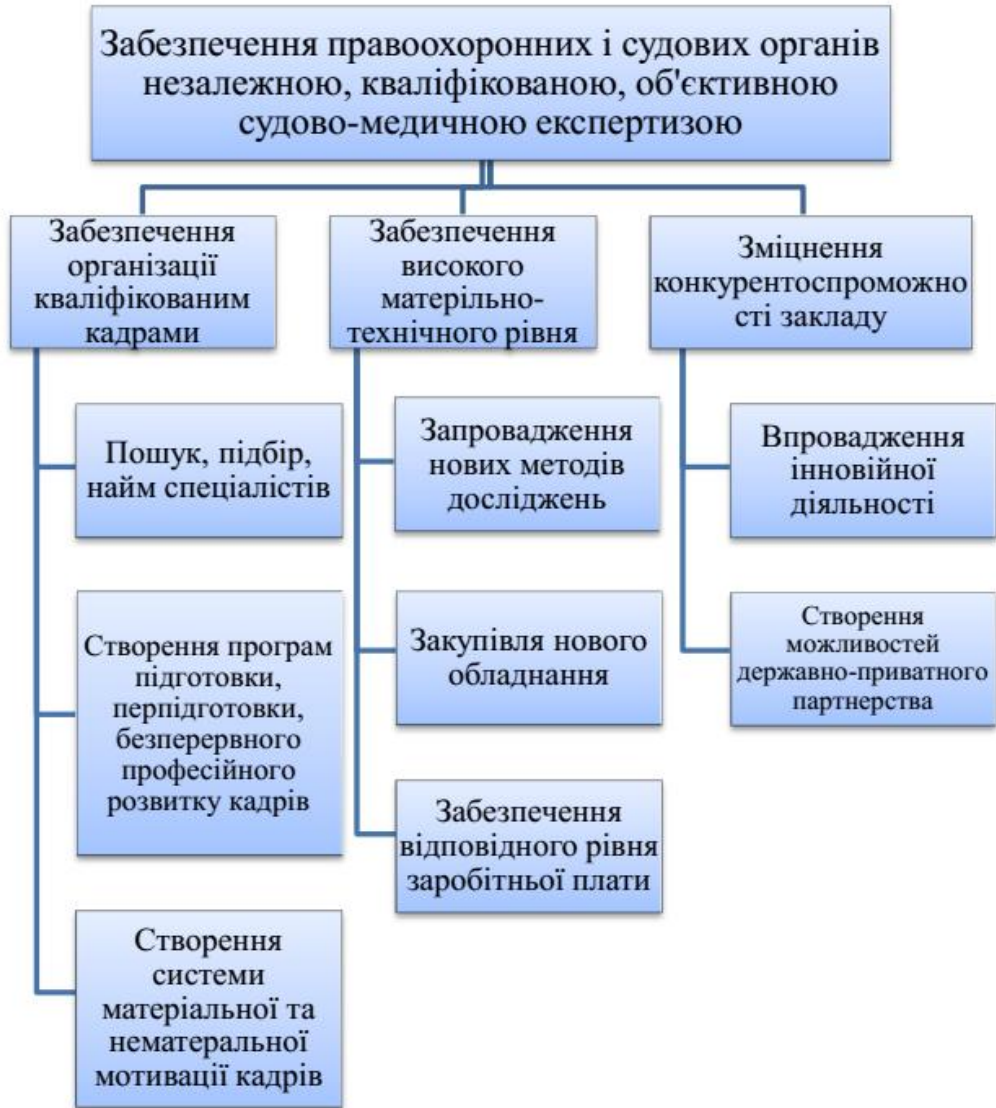 Забезпечення правоохоронних і судових органів
незалежною, кваліфікованою, об'єктивною
судово-медичною експертизою
Забезпечення
організації
кваліфікованим
кадрами
Пошук, підбір,
найм спеціалістів
Створення програм
підготовки,
перпідготовки,
безперервного
професійного
розвитку кадрів
Створення
системи
матеріальної та
нематеральної
мотивації кадрів
Забезпечення
високого
матерільно-
технічного рівня
Запровадження
нових методів
досліджень
Закупівля нового
обладнання
Забезпечення
відповідного рівня
заробітньої плати
Зміцнення
конкурентоспроможно
сті закладу
Впровадження
інновійної
діяльності
Створення
можливостей
державно-приватного
партнерства